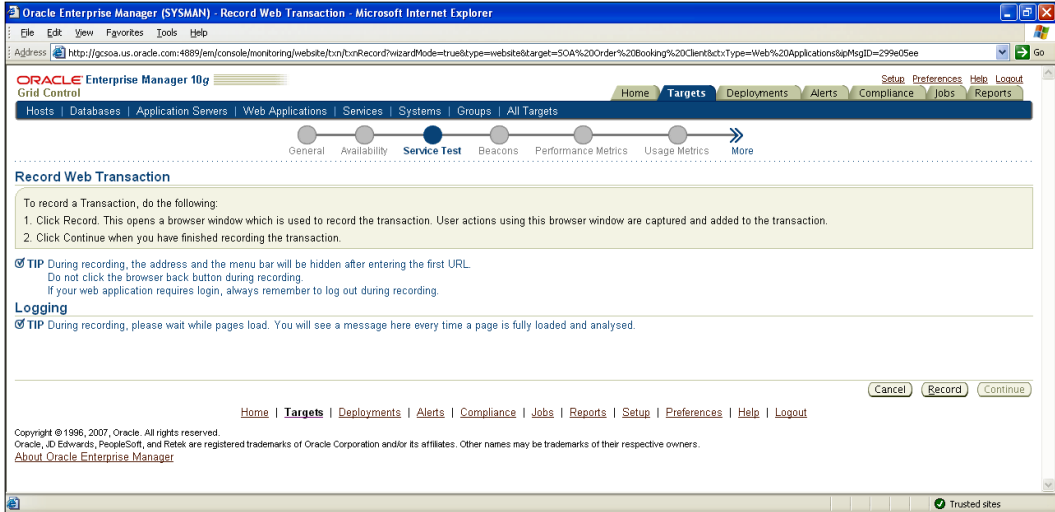 Oracle Enterprise Manager (SYSMAN) - Record Web Transaction - Microsoft Internet Explorer
File Edit View Favorites Tools Help
Address http://gcsoa.us.oracle.com:4889/em/console/monitoring/website/txn/txnRecord?wizardMode=true&type=website&target=SOA%20Order%20Booking%20Client&ctxType=Web%20Applications&ipMsgID=299e05ee Go
ORACLE Enterprise Manager 10g
Setup Preferences Help Logout
Grid Control
Home Targets Deployments Alerts Compliance Jobs Reports
Hosts | Databases | Application Servers | Web Applications | Services | Systems | Groups | All Targets
General Availability Service Test Beacons Performance Metrics Usage Metrics More
Record Web Transaction
To record a Transaction, do the following:
1. Click Record. This opens a browser window which is used to record the transaction. User actions using this browser window are captured and added to the transaction.
2. Click Continue when you have finished recording the transaction.
TIP During recording, the address and the menu bar will be hidden after entering the first URL.
Do not click the browser back button during recording.
If your web application requires login, always remember to log out during recording.
Logging
TIP During recording, please wait while pages load. You will see a message here every time a page is fully loaded and analysed.
Cancel Record Continue
Home | Targets | Deployments | Alerts | Compliance | Jobs | Reports | Setup | Preferences | Help | Logout
Copyright © 1996, 2007, Oracle. All rights reserved.
Oracle, JD Edwards, PeopleSoft, and Retek are registered trademarks of Oracle Corporation and/or its affiliates. Other names may be trademarks of their respective owners.
About Oracle Enterprise Manager
Trusted sites